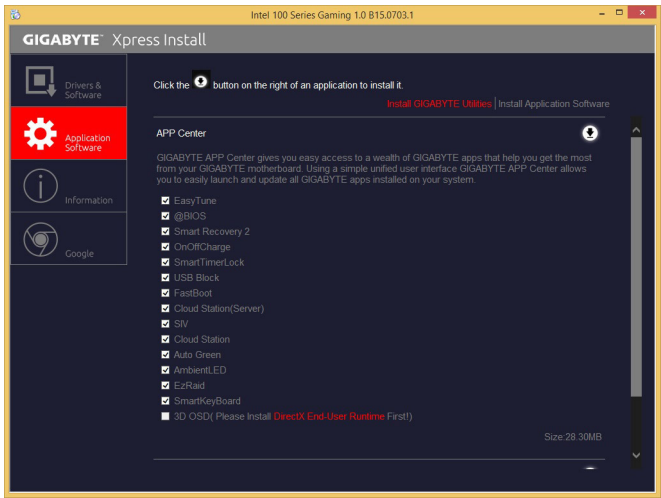 Intel 100 Series Gaming 1.0 B15.0703.1
GIGABYTE™ Xpress Install
Drivers &
Software
Application
Software
Information
Google
Click the button on the right of an application to install it.
Install GIGABYTE Utilities | Install Application Software
APP Center
GIGABYTE APP Center gives you easy access to a wealth of GIGABYTE apps that help you get the most
from your GIGABYTE motherboard. Using a simple unified user interface GIGABYTE APP Center allows
you to easily launch and update all GIGABYTE apps installed on your system.
EasyTune
@BIOS
Smart Recovery 2
OnOffCharge
SmartTimerLock
USB Block
FastBoot
Cloud Station(Server)
SIV
Cloud Station
Auto Green
AmbientLED
EzRaid
SmartKeyBoard
3D OSD( Please Install DirectX End-User Runtime First!)
Size:28.30MB